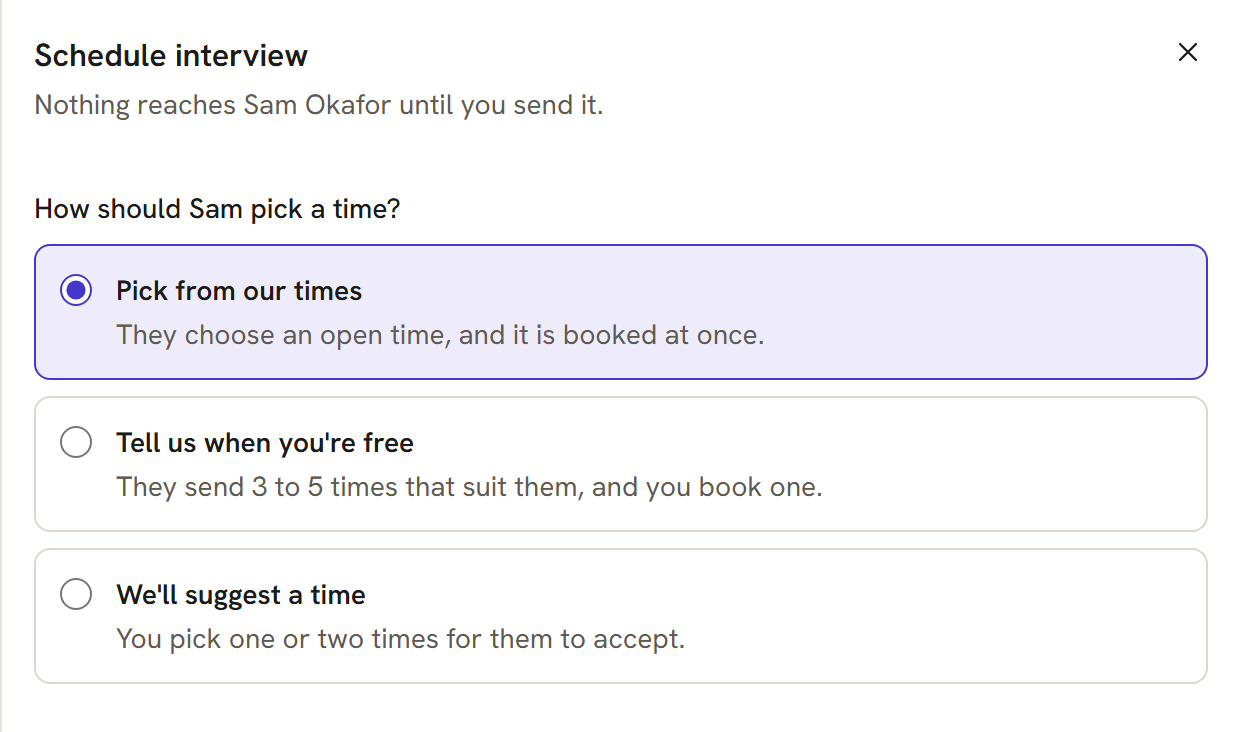 Schedule interview
Nothing reaches Sam Okafor until you send it.
How should Sam pick a time?
Pick from our times
They choose an open time, and it is booked at once.
Tell us when you're free
They send 3 to 5 times that suit them, and you book one.
We'll suggest a time
You pick one or two times for them to accept.